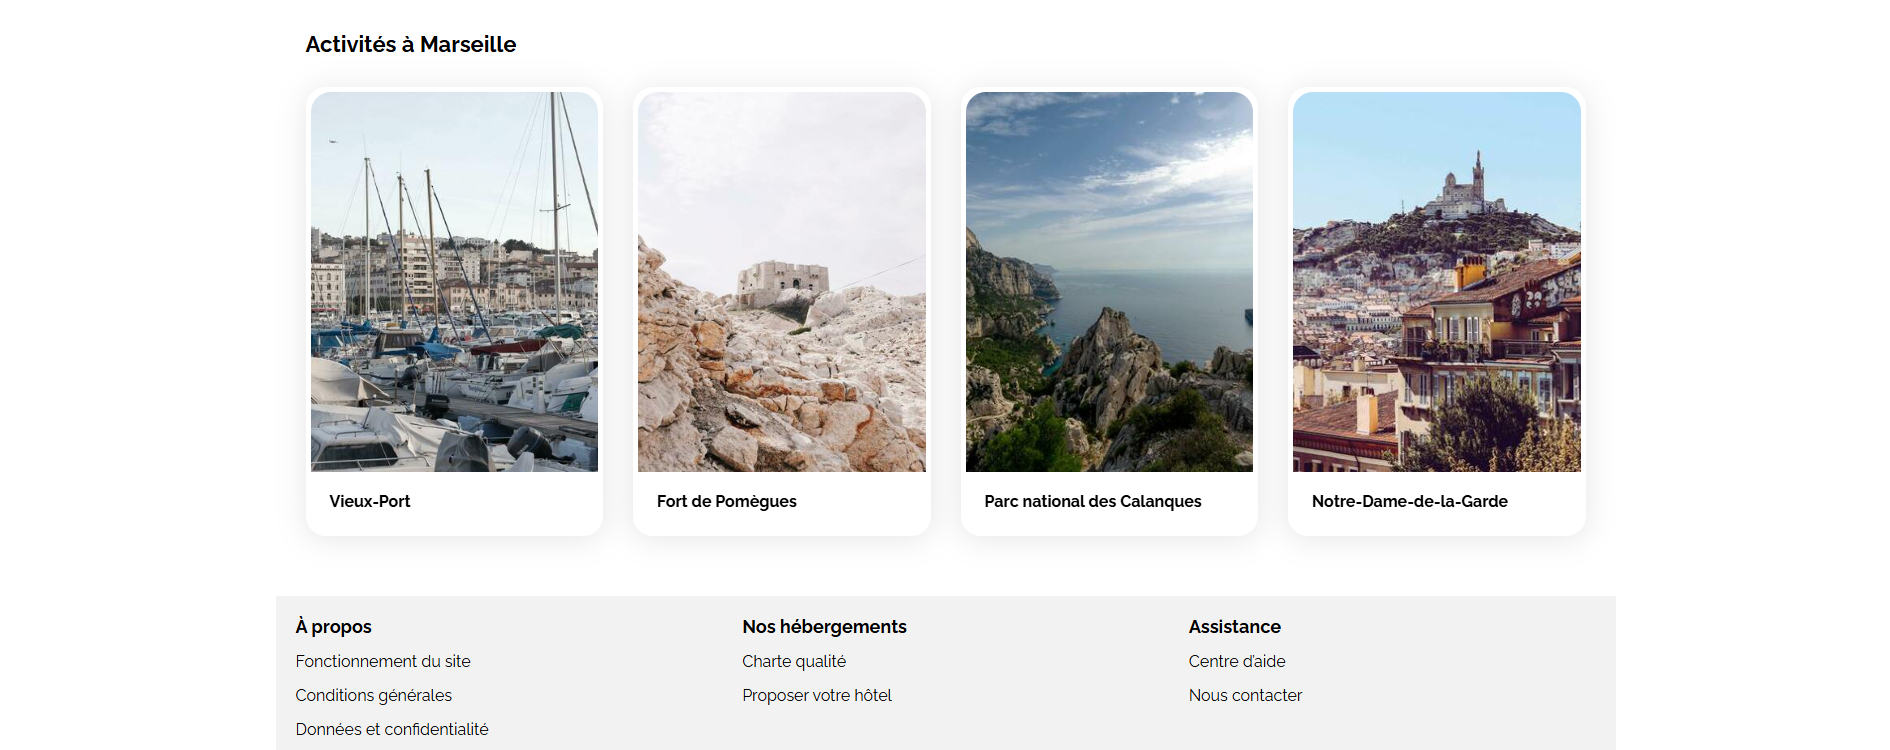 Activités à Marseille
Vieux-Port
Fort de Pomègues
Parc national des Calanques
Notre-Dame-de-la-Garde
À propos
Fonctionnement du site
Conditions générales
Données et confidentialité
Nos hébergements
Charte qualité
Proposer votre hôtel
Assistance
Centre d'aide
Nous contacter